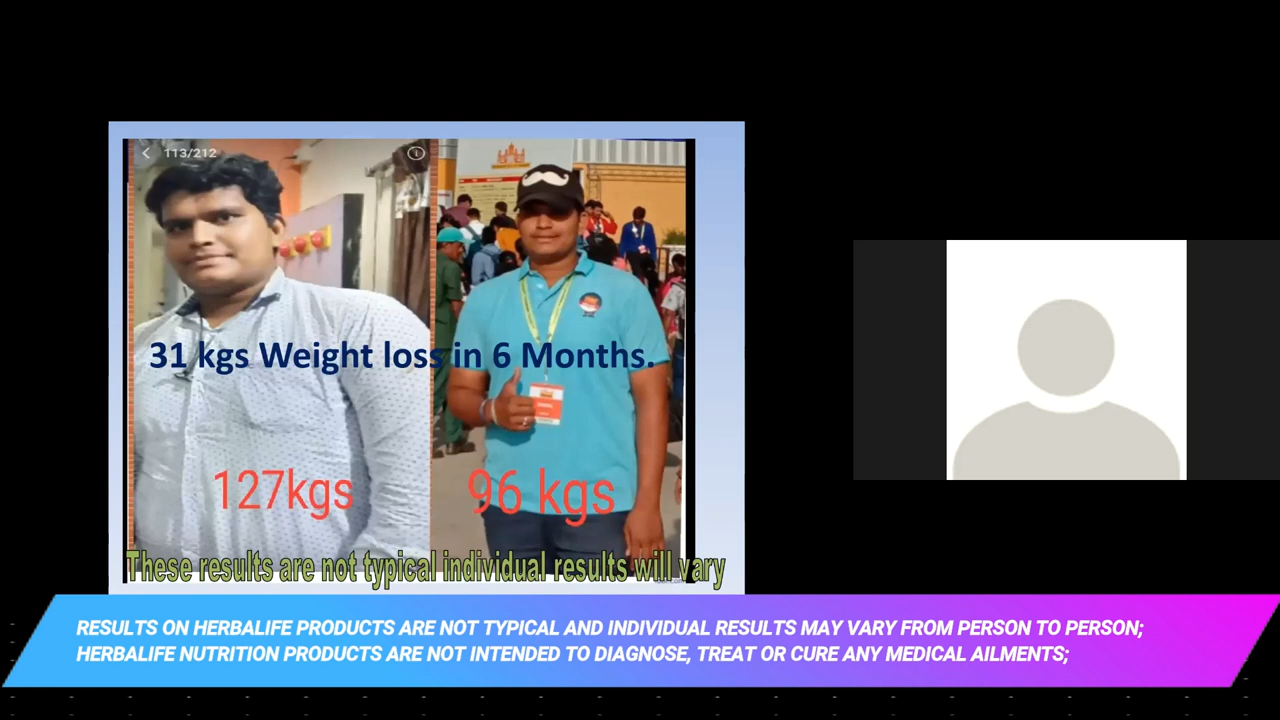 113/212
31 kgs Weight loss in 6 Months.
127kgs
96 kgs
These results are not typical individual results will vary
RESULTS ON HERBALIFE PRODUCTS ARE NOT TYPICAL AND INDIVIDUAL RESULTS MAY VARY FROM PERSON TO PERSON;
HERBALIFE NUTRITION PRODUCTS ARE NOT INTENDED TO DIAGNOSE, TREAT OR CURE ANY MEDICAL AILMENTS;